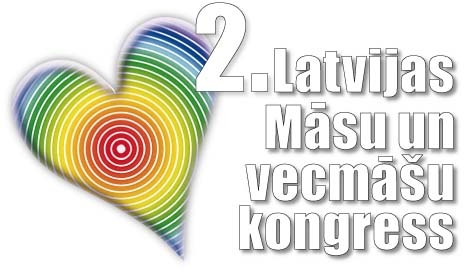 2. Latvijas
Māsu un
vecmāšu
kongress